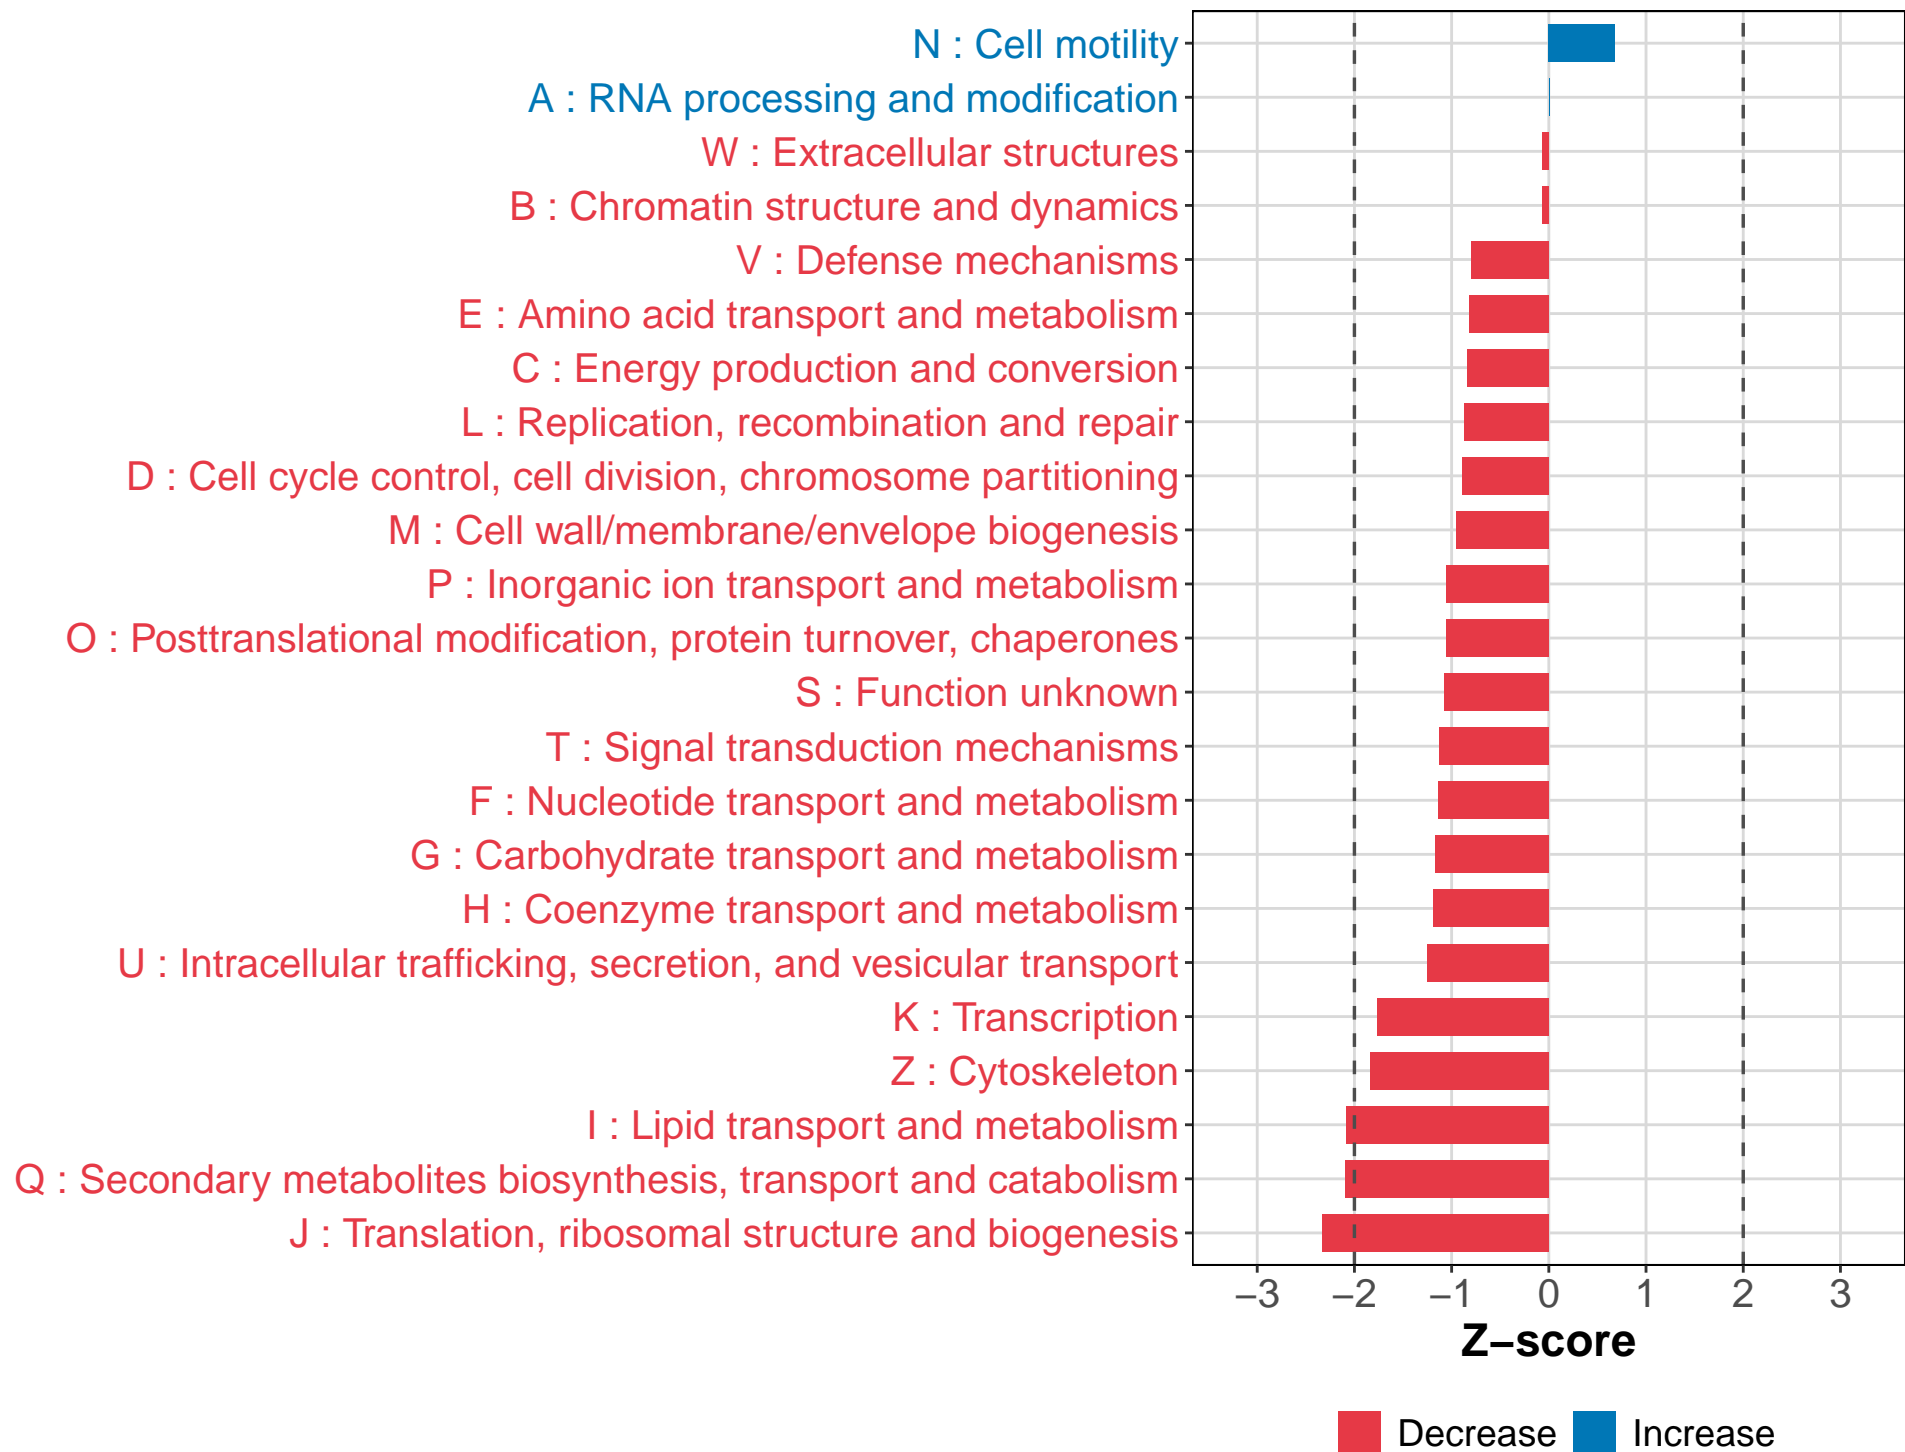 N : Cell motility
A : RNA processing and modification
W : Extracellular structures
B : Chromatin structure and dynamics
V : Defense mechanisms
E : Amino acid transport and metabolism
C : Energy production and conversion
L : Replication, recombination and repair
D : Cell cycle control, cell division, chromosome partitioning
M : Cell wall/membrane/envelope biogenesis
P : Inorganic ion transport and metabolism
O : Posttranslational modification, protein turnover, chaperones
S : Function unknown
T : Signal transduction mechanisms
F : Nucleotide transport and metabolism
G : Carbohydrate transport and metabolism
H : Coenzyme transport and metabolism
U : Intracellular trafficking, secretion, and vesicular transport
K : Transcription
Z : Cytoskeleton
I : Lipid transport and metabolism
Q : Secondary metabolites biosynthesis, transport and catabolism
J : Translation, ribosomal structure and biogenesis
−3 −2 −1 0 1 2 3
Z−score
Decrease Increase